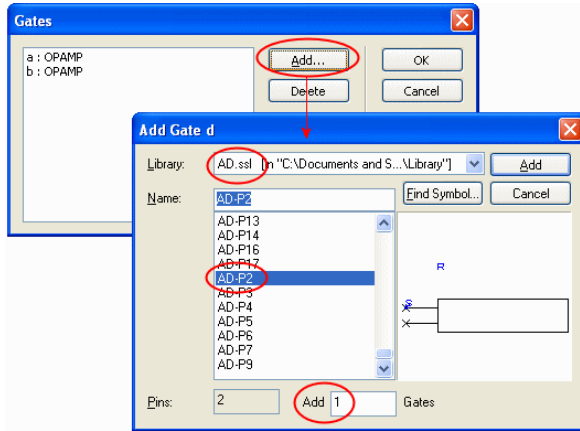 Gates
a : OPAMP
b : OPAMP
Add...
OK
Delete
Cancel
Add Gate d
Library:
AD.ssl [in "C:\Documents and S...\Library"]
Add
Name:
AD-P2
Find Symbol...
Cancel
AD-P13
AD-P14
AD-P16
AD-P17
AD-P2
AD-P3
AD-P4
AD-P5
AD-P6
AD-P7
AD-P9
R
S
Pins:
2
Add 1 Gates